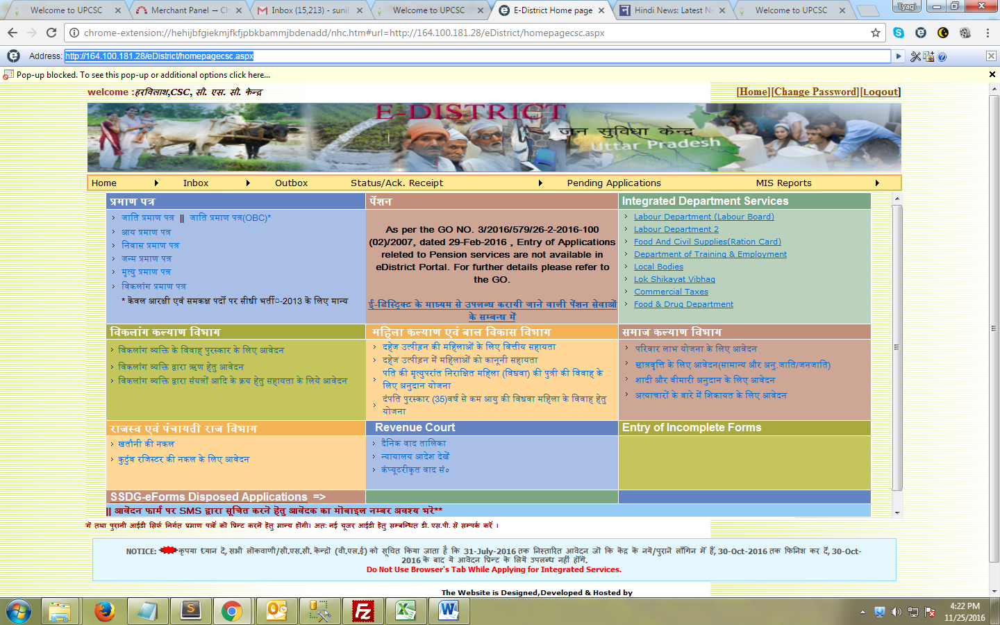 Welcome to UPCSC
Merchant Panel → Ch
Inbox (15,213) - sunil
Welcome to UPCSC
E-District Home page
Hindi News: Latest N
Welcome to UPCSC
Tyagi
chrome-extension://hehijbfgiekmjfkfjpbkbammjbdenadd/nhc.htm#url=http://164.100.181.28/eDistrict/homepagecsc.aspx
Address: http://164.100.181.28/eDistrict/homepagecsc.aspx
Pop-up blocked. To see this pop-up or additional options click here...
welcome :हरविलाश,CSC, सी. एस. सी. केन्द्र
[Home][Change Password][Logout]
E-DISTRICT
जन सुविधा केन्द्र
Uttar Pradesh
Home Inbox Outbox Status/Ack. Receipt Pending Applications MIS Reports
प्रमाण पत्र
जाति प्रमाण पत्र || जाति प्रमाण पत्र(OBC)*
आय प्रमाण पत्र
निवास प्रमाण पत्र
जन्म प्रमाण पत्र
मृत्यु प्रमाण पत्र
विकलांग प्रमाण पत्र
* केवल आरक्षी एवं समकक्ष पदों पर सीधी भर्ती-2013 के लिए मान्य
पेंशन
As per the GO NO. 3/2016/579/26-2-2016-100
(02)/2007, dated 29-Feb-2016 , Entry of Applications
releted to Pension services are not available in
eDistrict Portal. For further details please refer to
the GO.
ई-डिस्ट्रिक्ट के माध्यम से उपलब्ध करायी जाने वाली पेंशन सेवाओं
के सम्बन्ध में
Integrated Department Services
Labour Department (Labour Board)
Labour Department 2
Food And Civil Supplies(Ration Card)
Department of Training & Employment
Local Bodies
Lok Shikayat Vibhag
Commercial Taxes
Food & Drug Department
विकलांग कल्याण विभाग
विकलांग व्यक्ति के विवाह पुरस्कार के लिए आवेदन
विकलांग व्यक्ति द्वारा ऋण हेतु आवेदन
विकलांग व्यक्ति द्वारा संयत्रों आदि के क्रय हेतु सहायता के लिये आवेदन
महिला कल्याण एवं बाल विकास विभाग
दहेज उत्पीड़न की महिलाओं के लिए वित्तीय सहायता
दहेज उत्पीड़न में महिलाओं को कानूनी सहायता
पति की मृत्युपरांत निराक्षित महिला (विधवा) की पुत्री की विवाह के
लिए अनुदान योजना
दंपति पुरस्कार (35)वर्ष से कम आयु की विधवा महिला के विवाह हेतु
योजना
समाज कल्याण विभाग
परिवार लाभ योजना के लिए आवेदन
छात्रवृत्ति के लिए आवेदन(सामान्य और अनु.जाति/जनजाति)
शादी और बीमारी अनुदान के लिए आवेदन
अत्याचारों के बारे में शिकायत के लिए आवेदन
राजस्व एवं पंचायती राज विभाग
खतौनी की नकल
कुटुंब रजिस्टर की नकल के लिए आवेदन
Revenue Court
दैनिक वाद तालिका
न्यायालय आदेश देखें
कंप्यूटरीकृत वाद सं०
Entry of Incomplete Forms
SSDG-eForms Disposed Applications =>
|| आवेदन फार्म पर SMS द्वारा सूचित करने हेतु आवेदक का मोबाइल नम्बर अवश्य भरें**
गे तथा पुरानी आईडी सिर्फ निर्गत प्रमाण पत्रों को प्रिन्ट करने हेतु मान्य होगी। अतः नई यूजर आईडी हेतु सम्बन्धित डी. एस.पी. से सम्पर्क करें ।
NOTICE: कृपया ध्यान दें, सभी लोकवाणी/सी.एस.सी. केन्द्रों (वी.एल.ई) को सूचित किया जाता है कि 31-July-2016 तक निस्तारित आवेदन जो कि केंद्र के नये/पुराने लॉगिन में हैं, 30-Oct-2016 तक फिनिश कर दें, 30-Oct-
2016 के बाद ये आवेदन प्रिन्ट के लिये उपलब्ध नहीं होंगे.
Do Not Use Browser's Tab While Applying for Integrated Services.
The Website is Designed,Developed & Hosted by
4:22 PM
11/25/2016